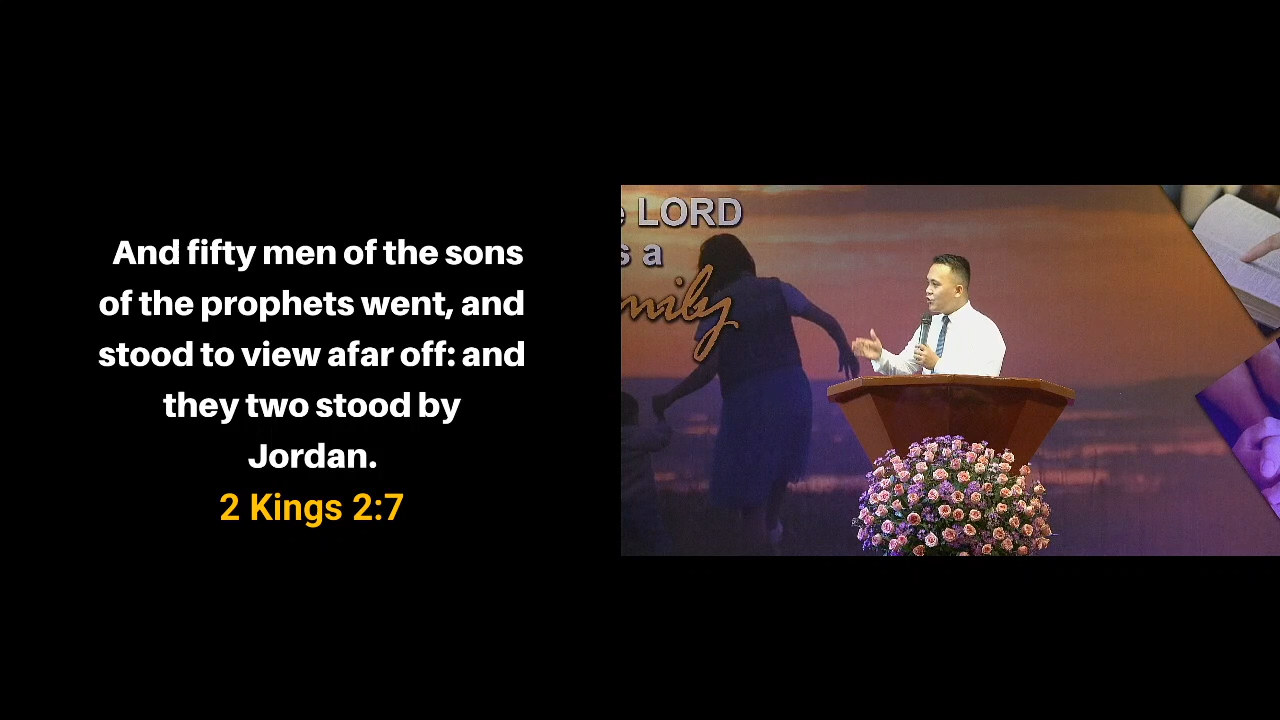 And fifty men of the sons
of the prophets went, and
stood to view afar off: and
they two stood by
Jordan.
2 Kings 2:7
LORD
a